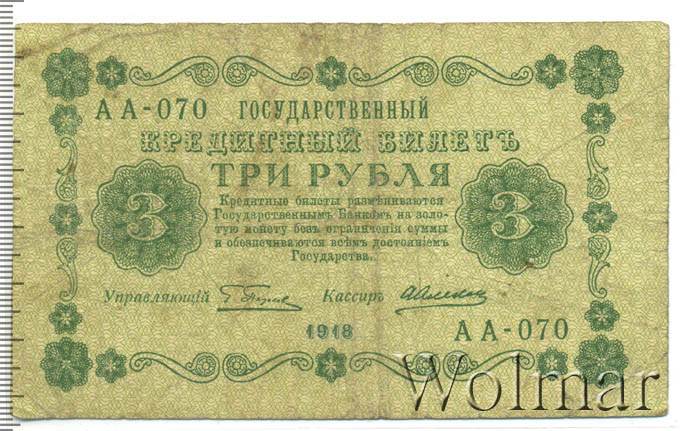 АА-070 ГОСУДАРСТВЕННЫЙ
КРЕДИТНЫЙ БИЛЕТЪ
ТРИ РУБЛЯ
3 3
Кредитные билеты размѣниваются
Государственнымъ Банкомъ на золо-
тую монету безъ ограниченія суммы
и обезпечиваются всѣмъ достояніемъ
Государства.
Управляющій Кассиръ
1918
АА-070
Wolmar